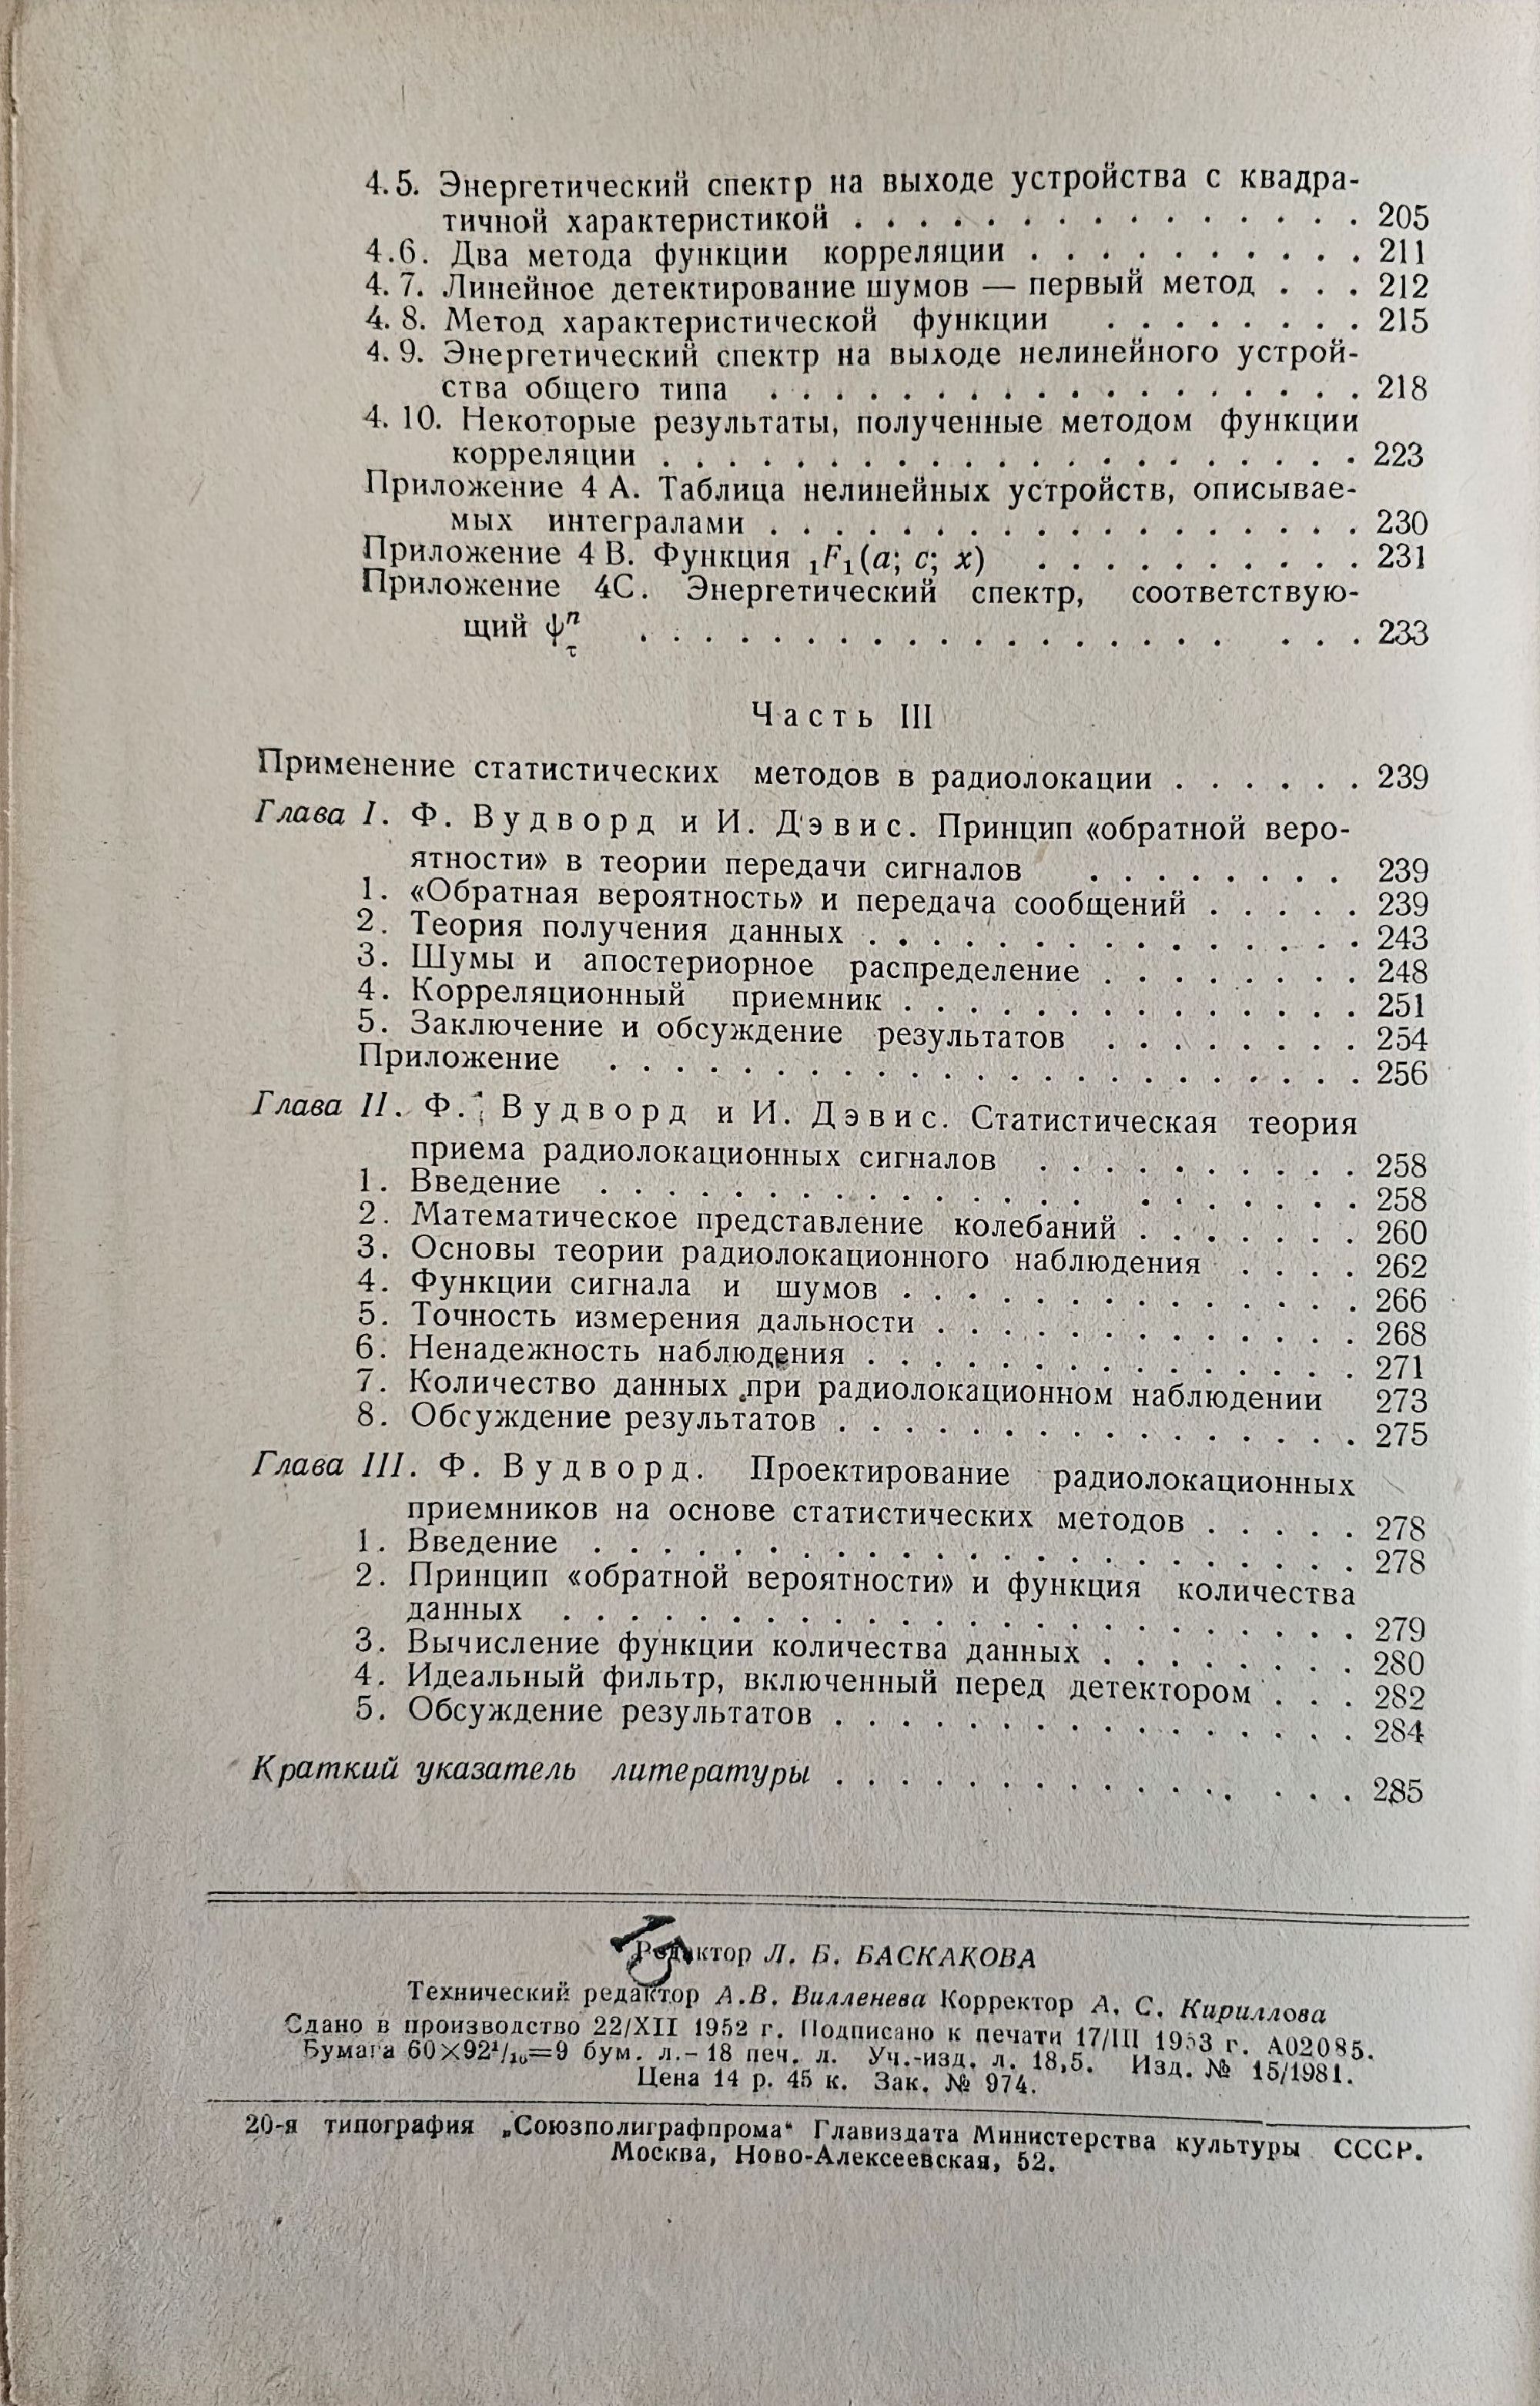 4.5. Энергетический спектр на выходе устройства с квадра-
тичной характеристикой . . . . . . . . . . . . . . . . 205
4.6. Два метода функции корреляции . . . . . . . . . . 211
4. 7. Линейное детектирование шумов — первый метод . . . 212
4. 8. Метод характеристической функции . . . . . . . . 215
4. 9. Энергетический спектр на выходе нелинейного устрой-
ства общего типа . . . . . . . . . . . . . . . . . . 218
4. 10. Некоторые результаты, полученные методом функции
корреляции . . . . . . . . . . . . . . . . . . . . . 223
Приложение 4 А. Таблица нелинейных устройств, описывае-
мых интегралами . . . . . . . . . . . . . . . . . . 230
Приложение 4 В. Функция ₁F₁(a; c; x) . . . . . . . . . . 231
Приложение 4С. Энергетический спектр, соответствую-
щий ψⁿ_τ . . . . . . . . . . . . . . . . . . . . . 233
Часть III
Применение статистических методов в радиолокации . . . . . . 239
Глава I. Ф. Вудворд и И. Дэвис. Принцип «обратной веро-
ятности» в теории передачи сигналов . . . . . . . . 239
1. «Обратная вероятность» и передача сообщений . . . . . 239
2. Теория получения данных . . . . . . . . . . . . . . . 243
3. Шумы и апостериорное распределение . . . . . . . . 248
4. Корреляционный приемник . . . . . . . . . . . . . . 251
5. Заключение и обсуждение результатов . . . . . . . . 254
Приложение . . . . . . . . . . . . . . . . . . . . . . . 256
Глава II. Ф. Вудворд и И. Дэвис. Статистическая теория
приема радиолокационных сигналов . . . . . . . . . . 258
1. Введение . . . . . . . . . . . . . . . . . . . . . . . 258
2. Математическое представление колебаний . . . . . . . 260
3. Основы теории радиолокационного наблюдения . . . . 262
4. Функции сигнала и шумов . . . . . . . . . . . . . . 266
5. Точность измерения дальности . . . . . . . . . . . . . 268
6. Ненадежность наблюдения . . . . . . . . . . . . . . . 271
7. Количество данных при радиолокационном наблюдении 273
8. Обсуждение результатов . . . . . . . . . . . . . . . . 275
Глава III. Ф. Вудворд. Проектирование радиолокационных
приемников на основе статистических методов . . . . . 278
1. Введение . . . . . . . . . . . . . . . . . . . . . . . 278
2. Принцип «обратной вероятности» и функция количества
данных . . . . . . . . . . . . . . . . . . . . . . . . 279
3. Вычисление функции количества данных . . . . . . . . 280
4. Идеальный фильтр, включенный перед детектором . . . 282
5. Обсуждение результатов . . . . . . . . . . . . . . . . 284
Краткий указатель литературы . . . . . . . . . . . . . . . . 285
Редактор Л. Б. БАСКАКОВА
Технический редактор А.В. Вилленева Корректор А. С. Кириллова
Сдано в производство 22/XII 1952 г. Подписано к печати 17/III 1953 г. А02085.
Бумага 60×92¹/₁₆=9 бум. л.- 18 печ. л. Уч.-изд. л. 18,5. Изд. № 15/1981.
Цена 14 р. 45 к. Зак. № 974.
20-я типография „Союзполиграфпрома“ Главиздата Министерства культуры СССР.
Москва, Ново-Алексеевская, 52.